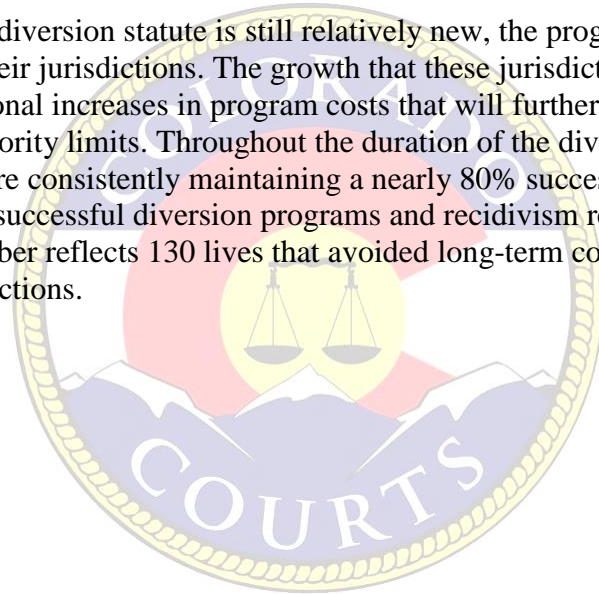 diversion statute is still relatively new, the prog
eir jurisdictions. The growth that these jurisdict
onal increases in program costs that will further
ority limits. Throughout the duration of the div
re consistently maintaining a nearly 80% succes
successful diversion programs and recidivism re
ber reflects 130 lives that avoided long-term co
ctions.
COLORADO
COURTS